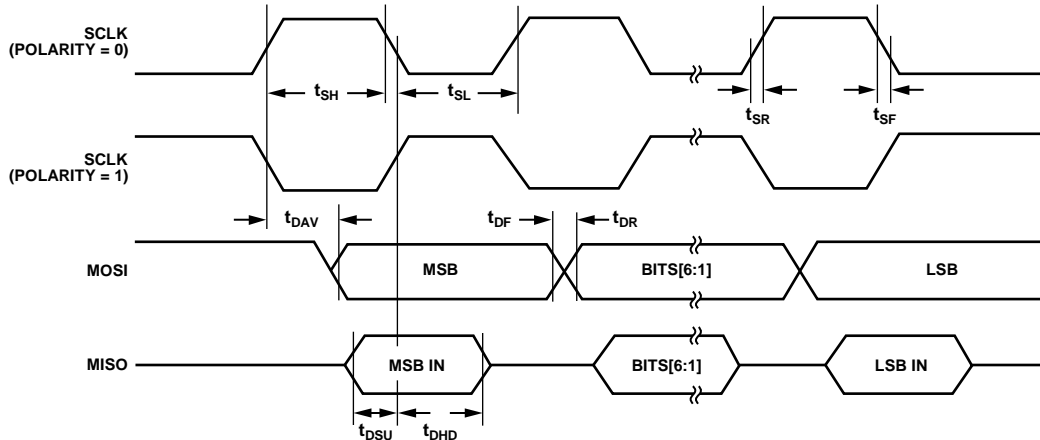 SCLK
(POLARITY = 0)
tSH
tSL
tSR
tSF
SCLK
(POLARITY = 1)
tDAV
tDF
tDR
MOSI
MSB
BITS[6:1]
LSB
MISO
MSB IN
BITS[6:1]
LSB IN
tDSU
tDHD